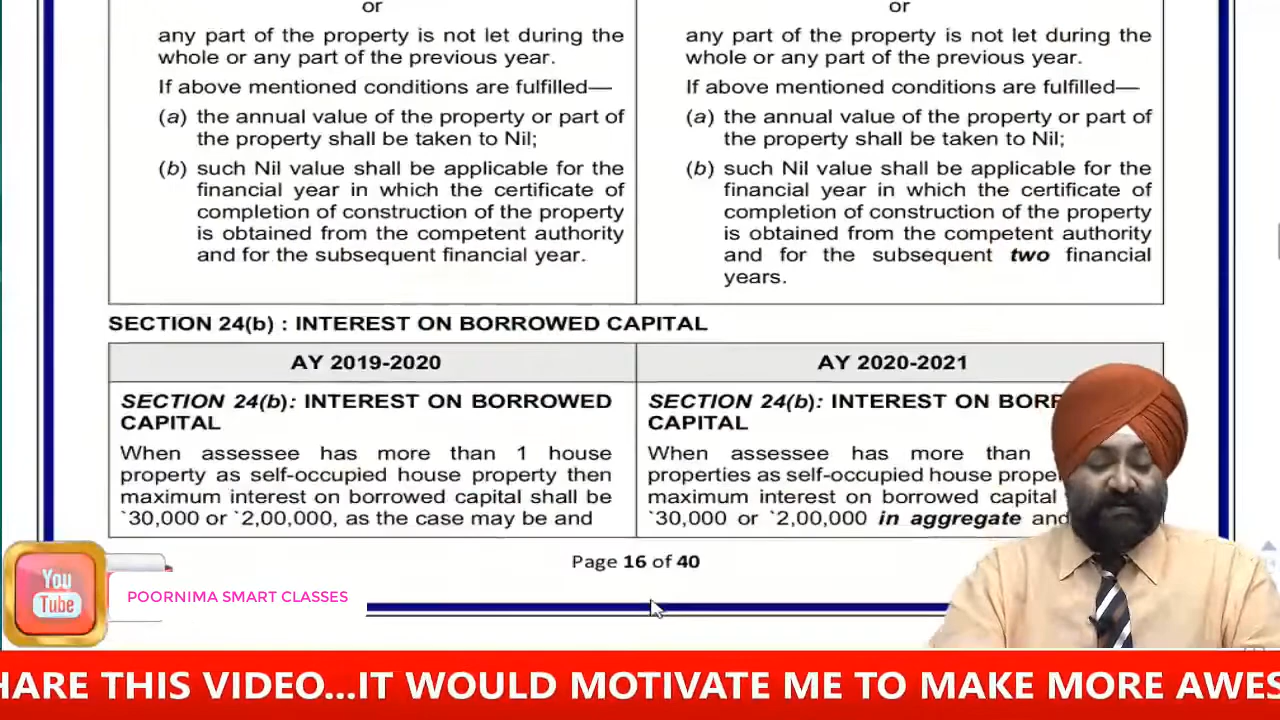 or
any part of the property is not let during the
whole or any part of the previous year.
If above mentioned conditions are fulfilled—
(a) the annual value of the property or part of
the property shall be taken to Nil;
(b) such Nil value shall be applicable for the
financial year in which the certificate of
completion of construction of the property
is obtained from the competent authority
and for the subsequent financial year.
or
any part of the property is not let during the
whole or any part of the previous year.
If above mentioned conditions are fulfilled—
(a) the annual value of the property or part of
the property shall be taken to Nil;
(b) such Nil value shall be applicable for the
financial year in which the certificate of
completion of construction of the property
is obtained from the competent authority
and for the subsequent two financial
years.
SECTION 24(b) : INTEREST ON BORROWED CAPITAL
AY 2019-2020
SECTION 24(b): INTEREST ON BORROWED
CAPITAL
When assessee has more than 1 house
property as self-occupied house property then
maximum interest on borrowed capital shall be
`30,000 or `2,00,000, as the case may be and
AY 2020-2021
SECTION 24(b): INTEREST ON
CAPITAL
When assessee has more than
properties as self-occupied house
maximum interest on borrowed capital
`30,000 or `2,00,000 in aggregate and
Page 16 of 40
You
Tube
POORNIMA SMART CLASSES
HARE THIS VIDEO...IT WOULD MOTIVATE ME TO MAKE MORE AWES